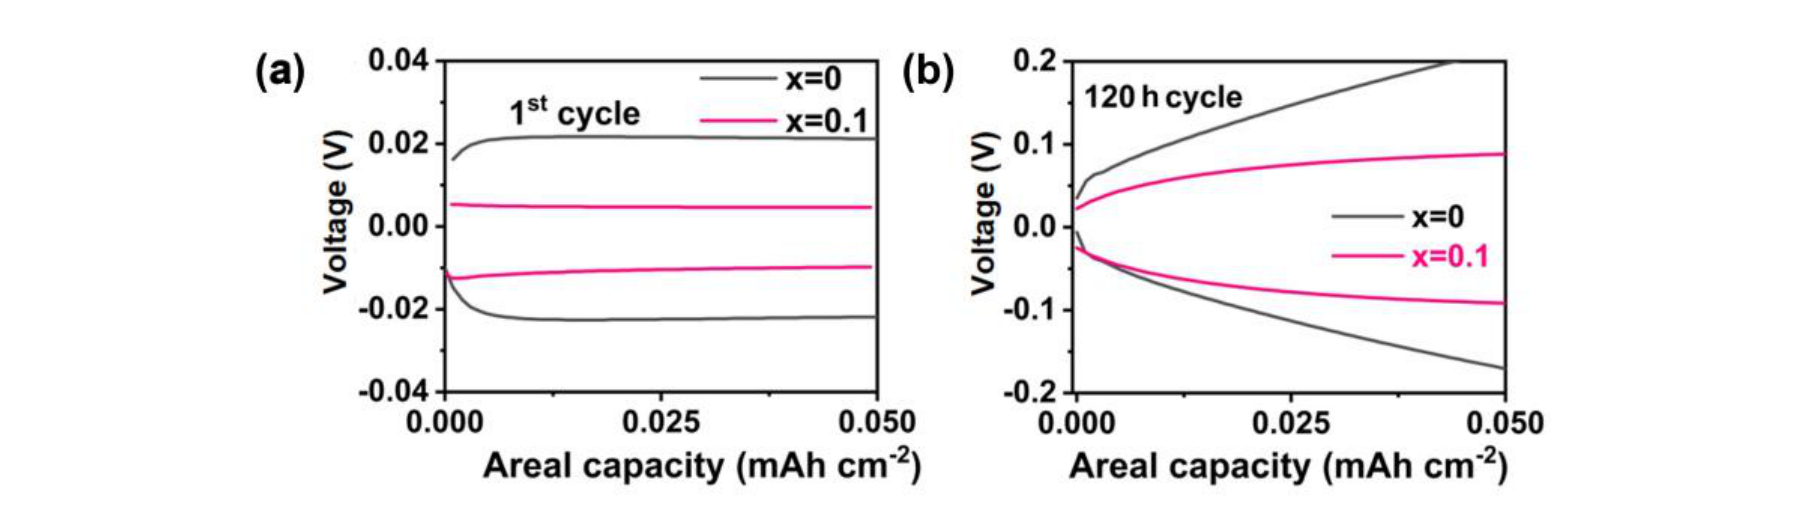 (a)
Voltage (V)
0.04
0.02
0.00
-0.02
-0.04
1st cycle
x=0
x=0.1
0.000 0.025 0.050
Areal capacity (mAh cm-2)
(b)
Voltage (V)
0.2
0.1
0.0
-0.1
-0.2
120 h cycle
x=0
x=0.1
0.000 0.025 0.050
Areal capacity (mAh cm-2)